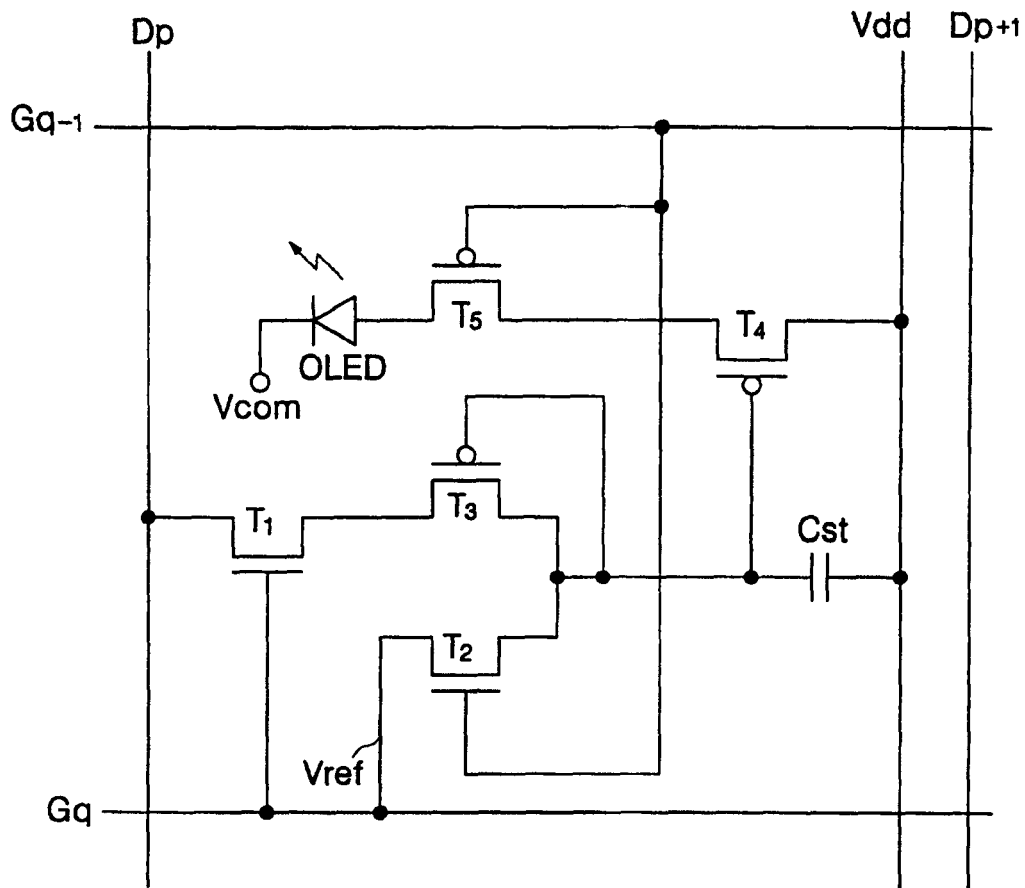 Dp
Vdd
Dp+1
Gq-1
T5
T4
OLED
Vcom
T1
T3
Cst
T2
Vref
Gq